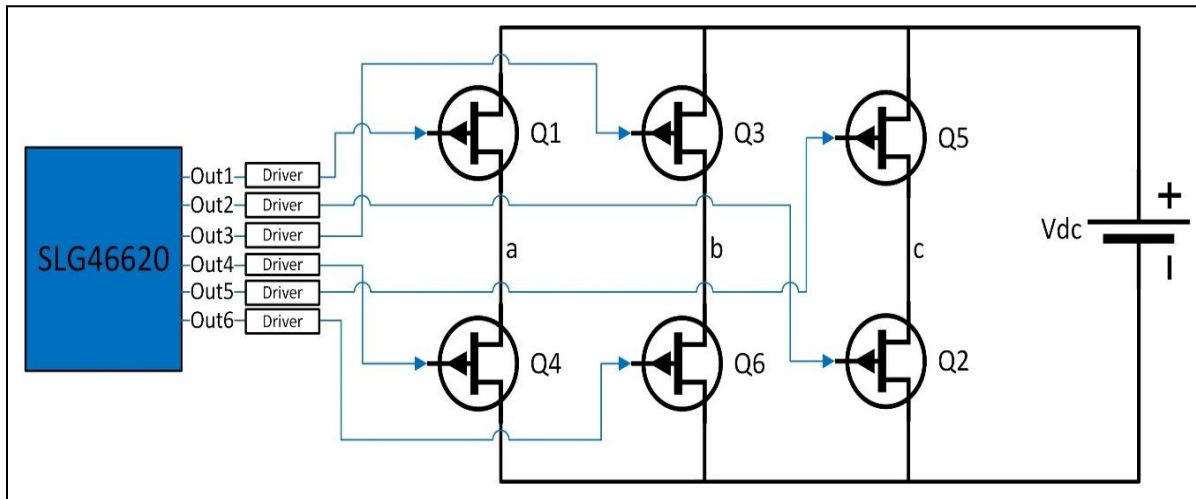 SLG46620
Out1 Driver
Out2 Driver
Out3 Driver
Out4 Driver
Out5 Driver
Out6 Driver
Q1
Q3
Q5
a
b
c
Vdc
+
-
Q4
Q6
Q2